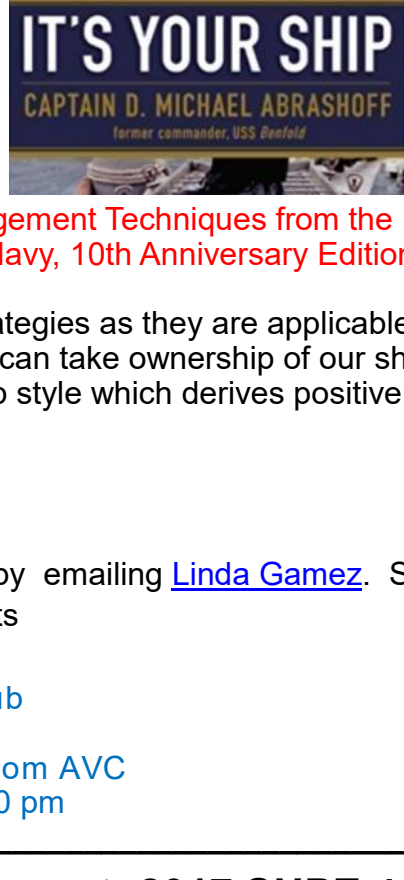 IT'S YOUR SHIP
CAPTAIN D. MICHAEL ABRASHOFF
former commander, USS Benfold
gement Techniques from the
Navy, 10th Anniversary Edition
ategies as they are applicable
can take ownership of our sh
o style which derives positive
by emailing Linda Gamez. S
ts
ub
om AVC
0 pm